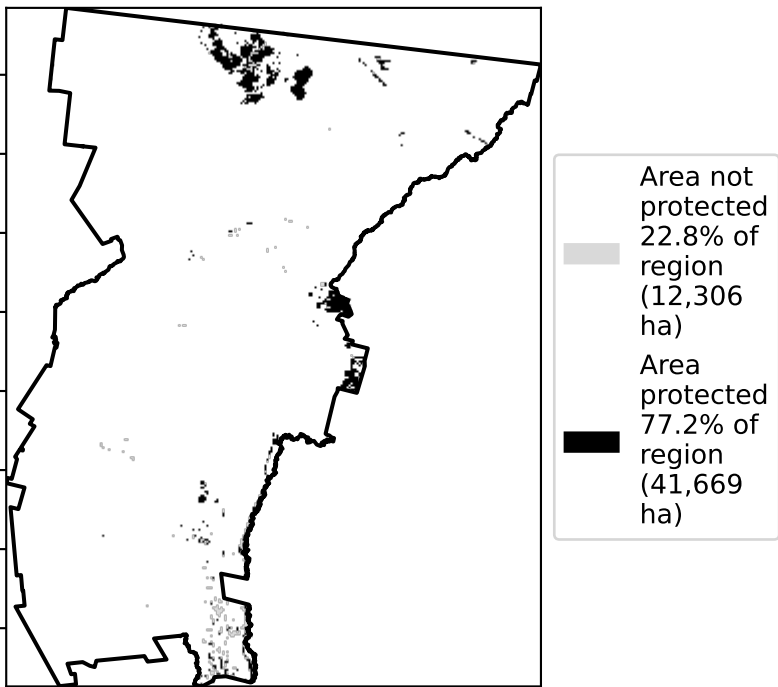 Area not
protected
22.8% of
region
(12,306
ha)
Area
protected
77.2% of
region
(41,669
ha)